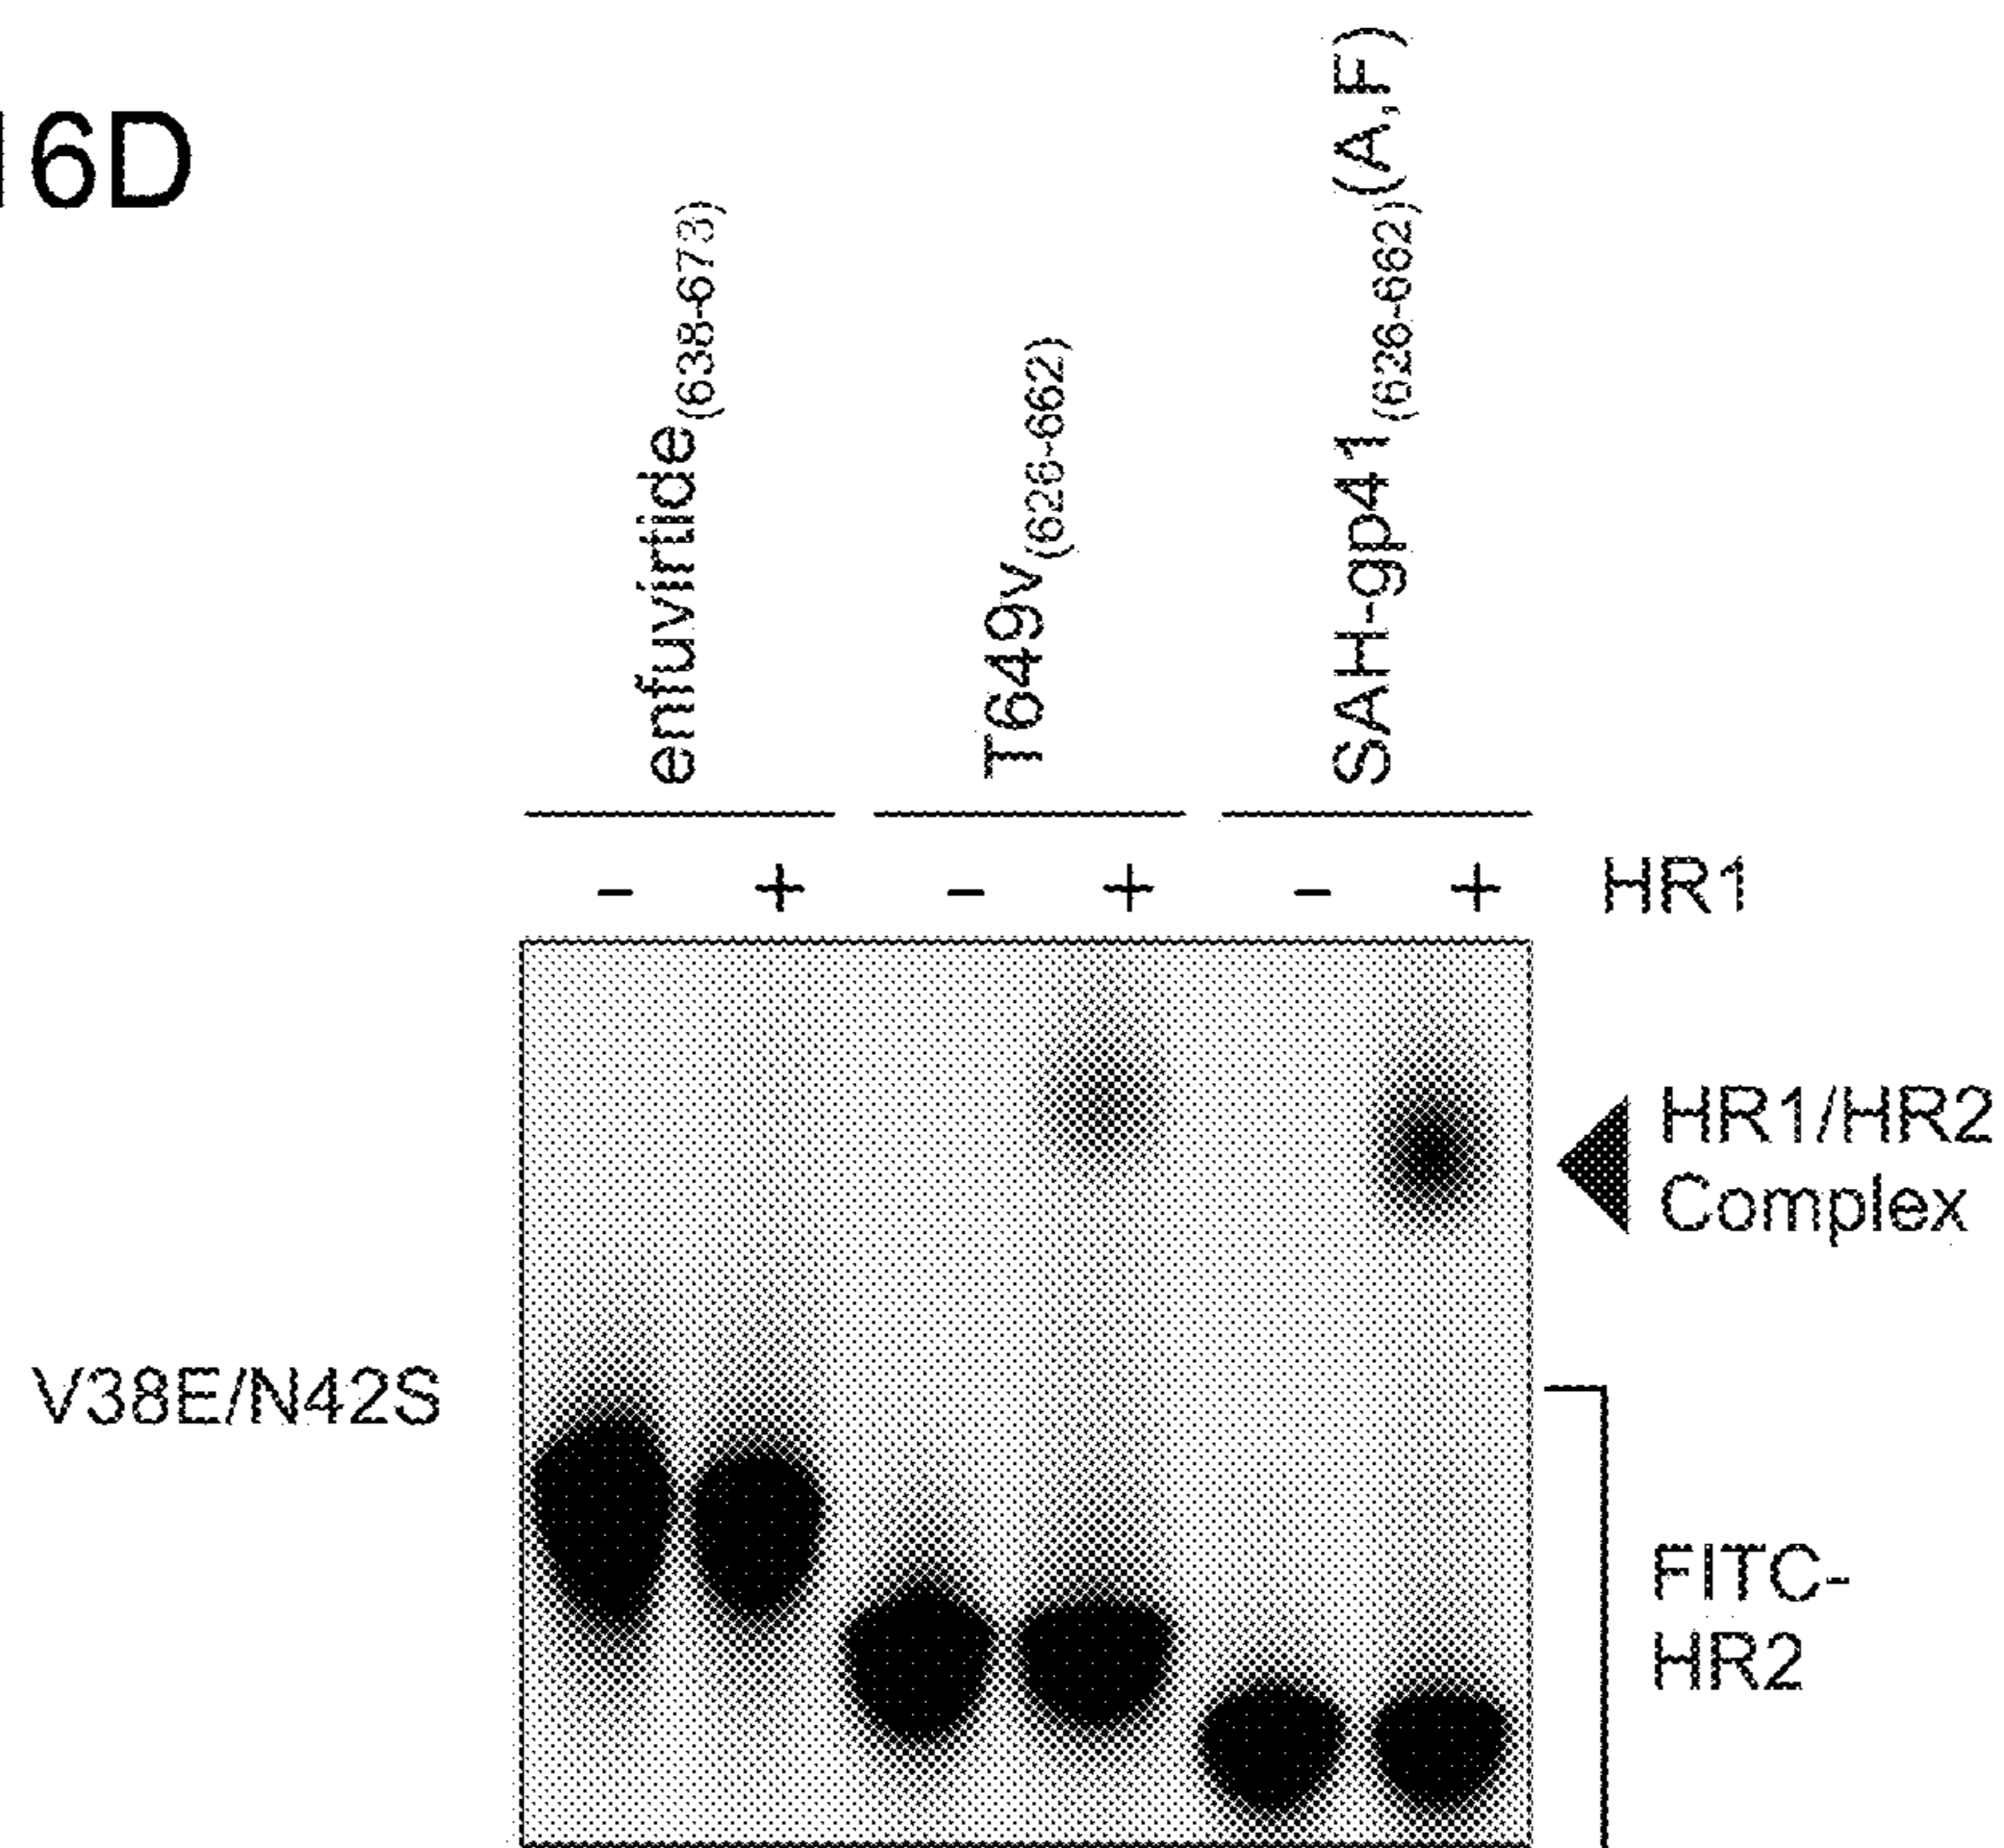 16D
enfuvirtide(638-673)
T649v(626-662)
SAH-gp41(626-662)(A,F)
- + - + - + HR1
HR1/HR2
Complex
V38E/N42S
FITC-
HR2